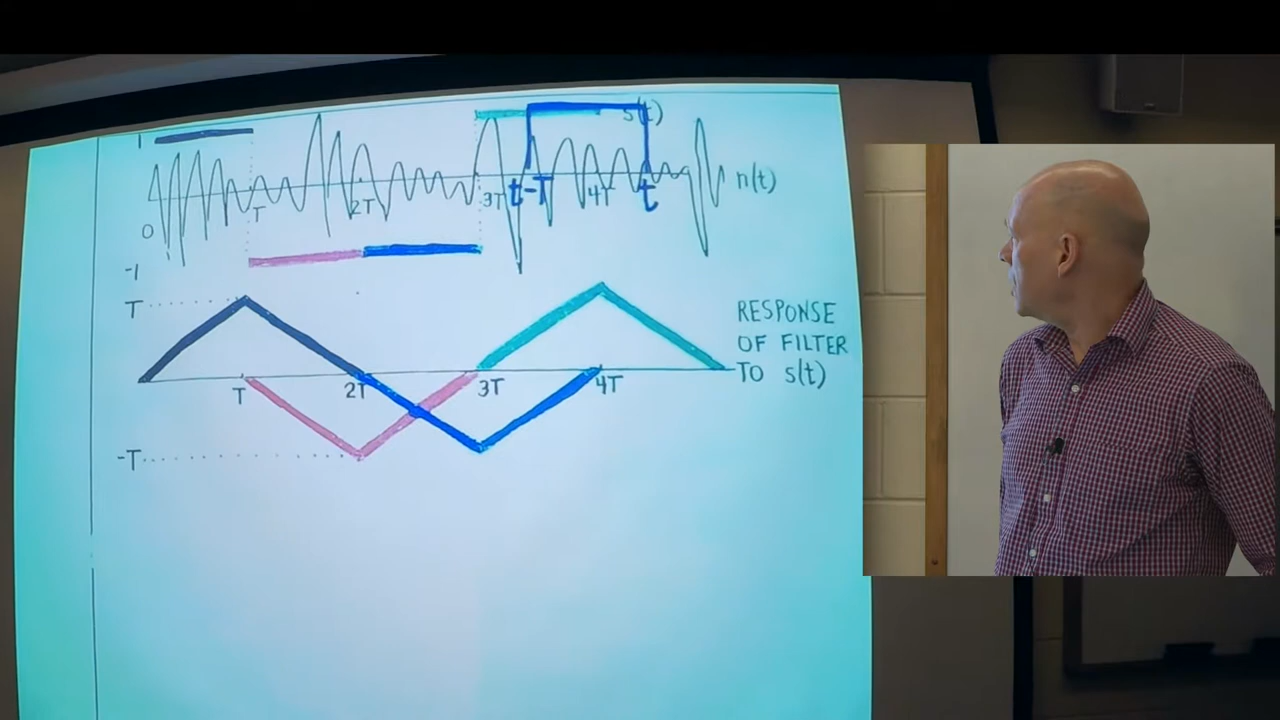 1
s(t)
0
T
2T
3T
t-T
4T
t
n(t)
-1
T
RESPONSE
OF FILTER
TO s(t)
T
2T
3T
4T
-T